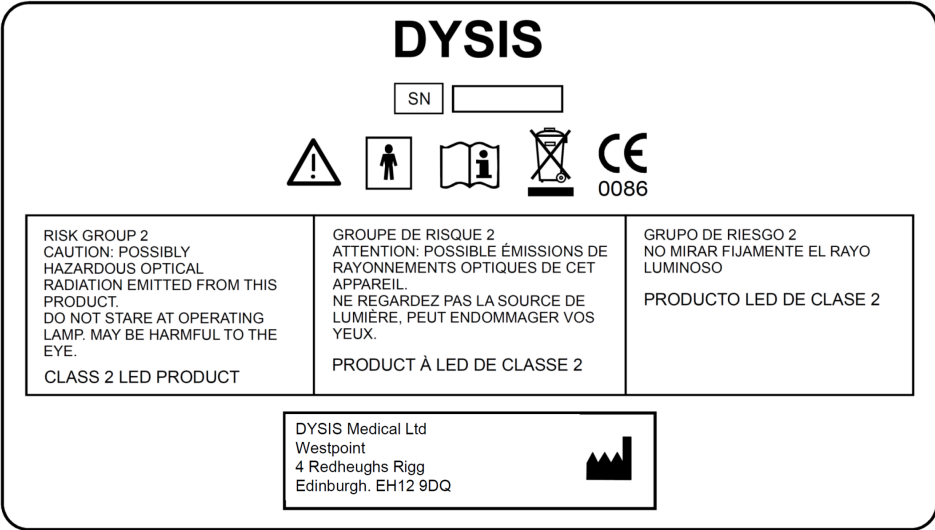 DYSIS
SN
CE
0086
RISK GROUP 2
CAUTION: POSSIBLY
HAZARDOUS OPTICAL
RADIATION EMITTED FROM THIS
PRODUCT.
DO NOT STARE AT OPERATING
LAMP. MAY BE HARMFUL TO THE
EYE.
CLASS 2 LED PRODUCT
GROUPE DE RISQUE 2
ATTENTION: POSSIBLE ÉMISSIONS DE
RAYONNEMENTS OPTIQUES DE CET
APPAREIL.
NE REGARDEZ PAS LA SOURCE DE
LUMIÈRE, PEUT ENDOMMAGER VOS
YEUX.
PRODUCT À LED DE CLASSE 2
GRUPO DE RIESGO 2
NO MIRAR FIJAMENTE EL RAYO
LUMINOSO
PRODUCTO LED DE CLASE 2
DYSIS Medical Ltd
Westpoint
4 Redheughs Rigg
Edinburgh. EH12 9DQ